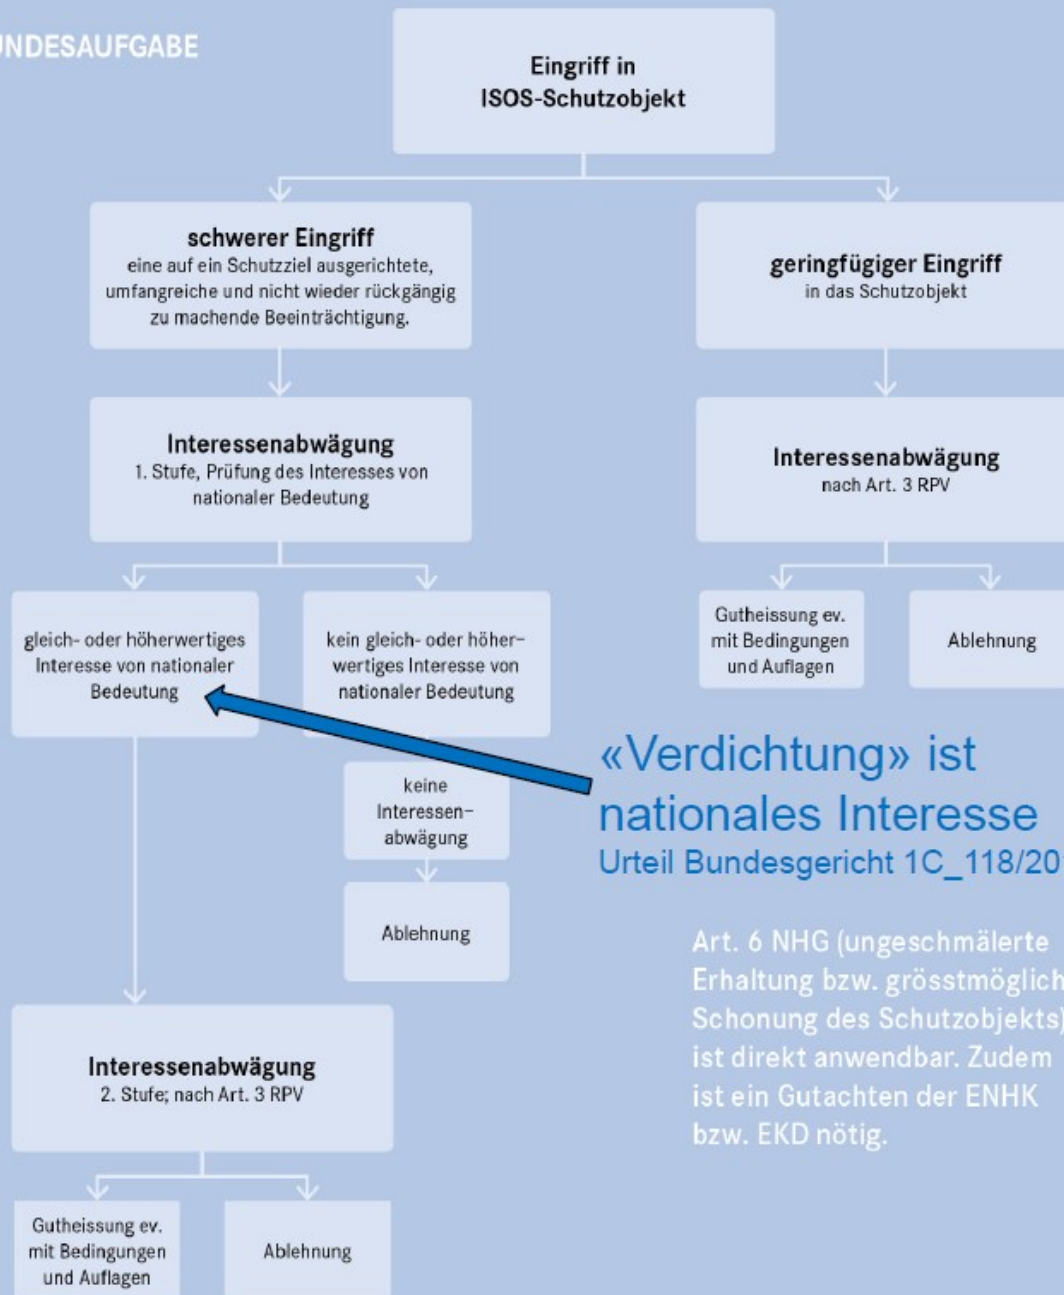 UNDESAUFGABE
Eingriff in
ISOS-Schutzobjekt
schwerer Eingriff
eine auf ein Schutzziel ausgerichtete,
umfangreiche und nicht wieder rückgängig
zu machende Beeinträchtigung.
geringfügiger Eingriff
in das Schutzobjekt
Interessenabwägung
1. Stufe, Prüfung des Interesses von
nationaler Bedeutung
Interessenabwägung
nach Art. 3 RPV
gleich- oder höherwertiges
Interesse von nationaler
Bedeutung
kein gleich- oder höher-
wertiges Interesse von
nationaler Bedeutung
Gutheissung ev.
mit Bedingungen
und Auflagen
Ablehnung
«Verdichtung» ist
nationales Interesse
Urteil Bundesgericht 1C_118/20
keine
Interessen-
abwägung
Ablehnung
Art. 6 NHG (ungeschmälerte
Erhaltung bzw. grösstmöglich
Schonung des Schutzobjekts)
ist direkt anwendbar. Zudem
ist ein Gutachten der ENHK
bzw. EKD nötig.
Interessenabwägung
2. Stufe; nach Art. 3 RPV
Gutheissung ev.
mit Bedingungen
und Auflagen
Ablehnung